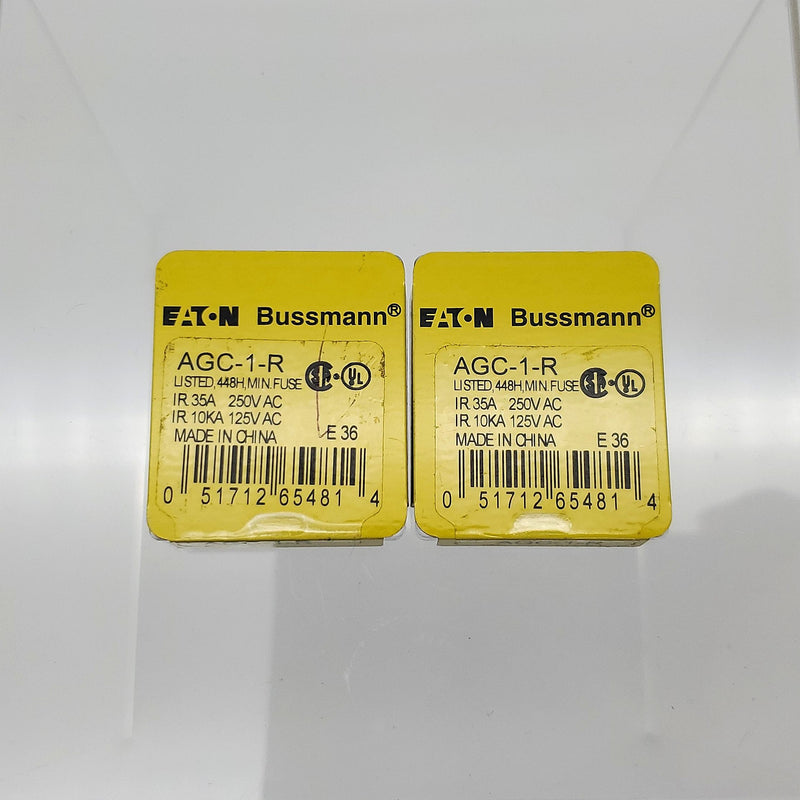 EATON Bussmann®
AGC-1-R
LISTED, 448H, MIN. FUSE
IR 35A 250V AC
IR 10KA 125V AC
MADE IN CHINA E 36
0 51712 65481 4
EATON Bussmann®
AGC-1-R
LISTED, 448H, MIN. FUSE
IR 35A 250V AC
IR 10KA 125V AC
MADE IN CHINA E 36
0 51712 65481 4
AGC-1-R